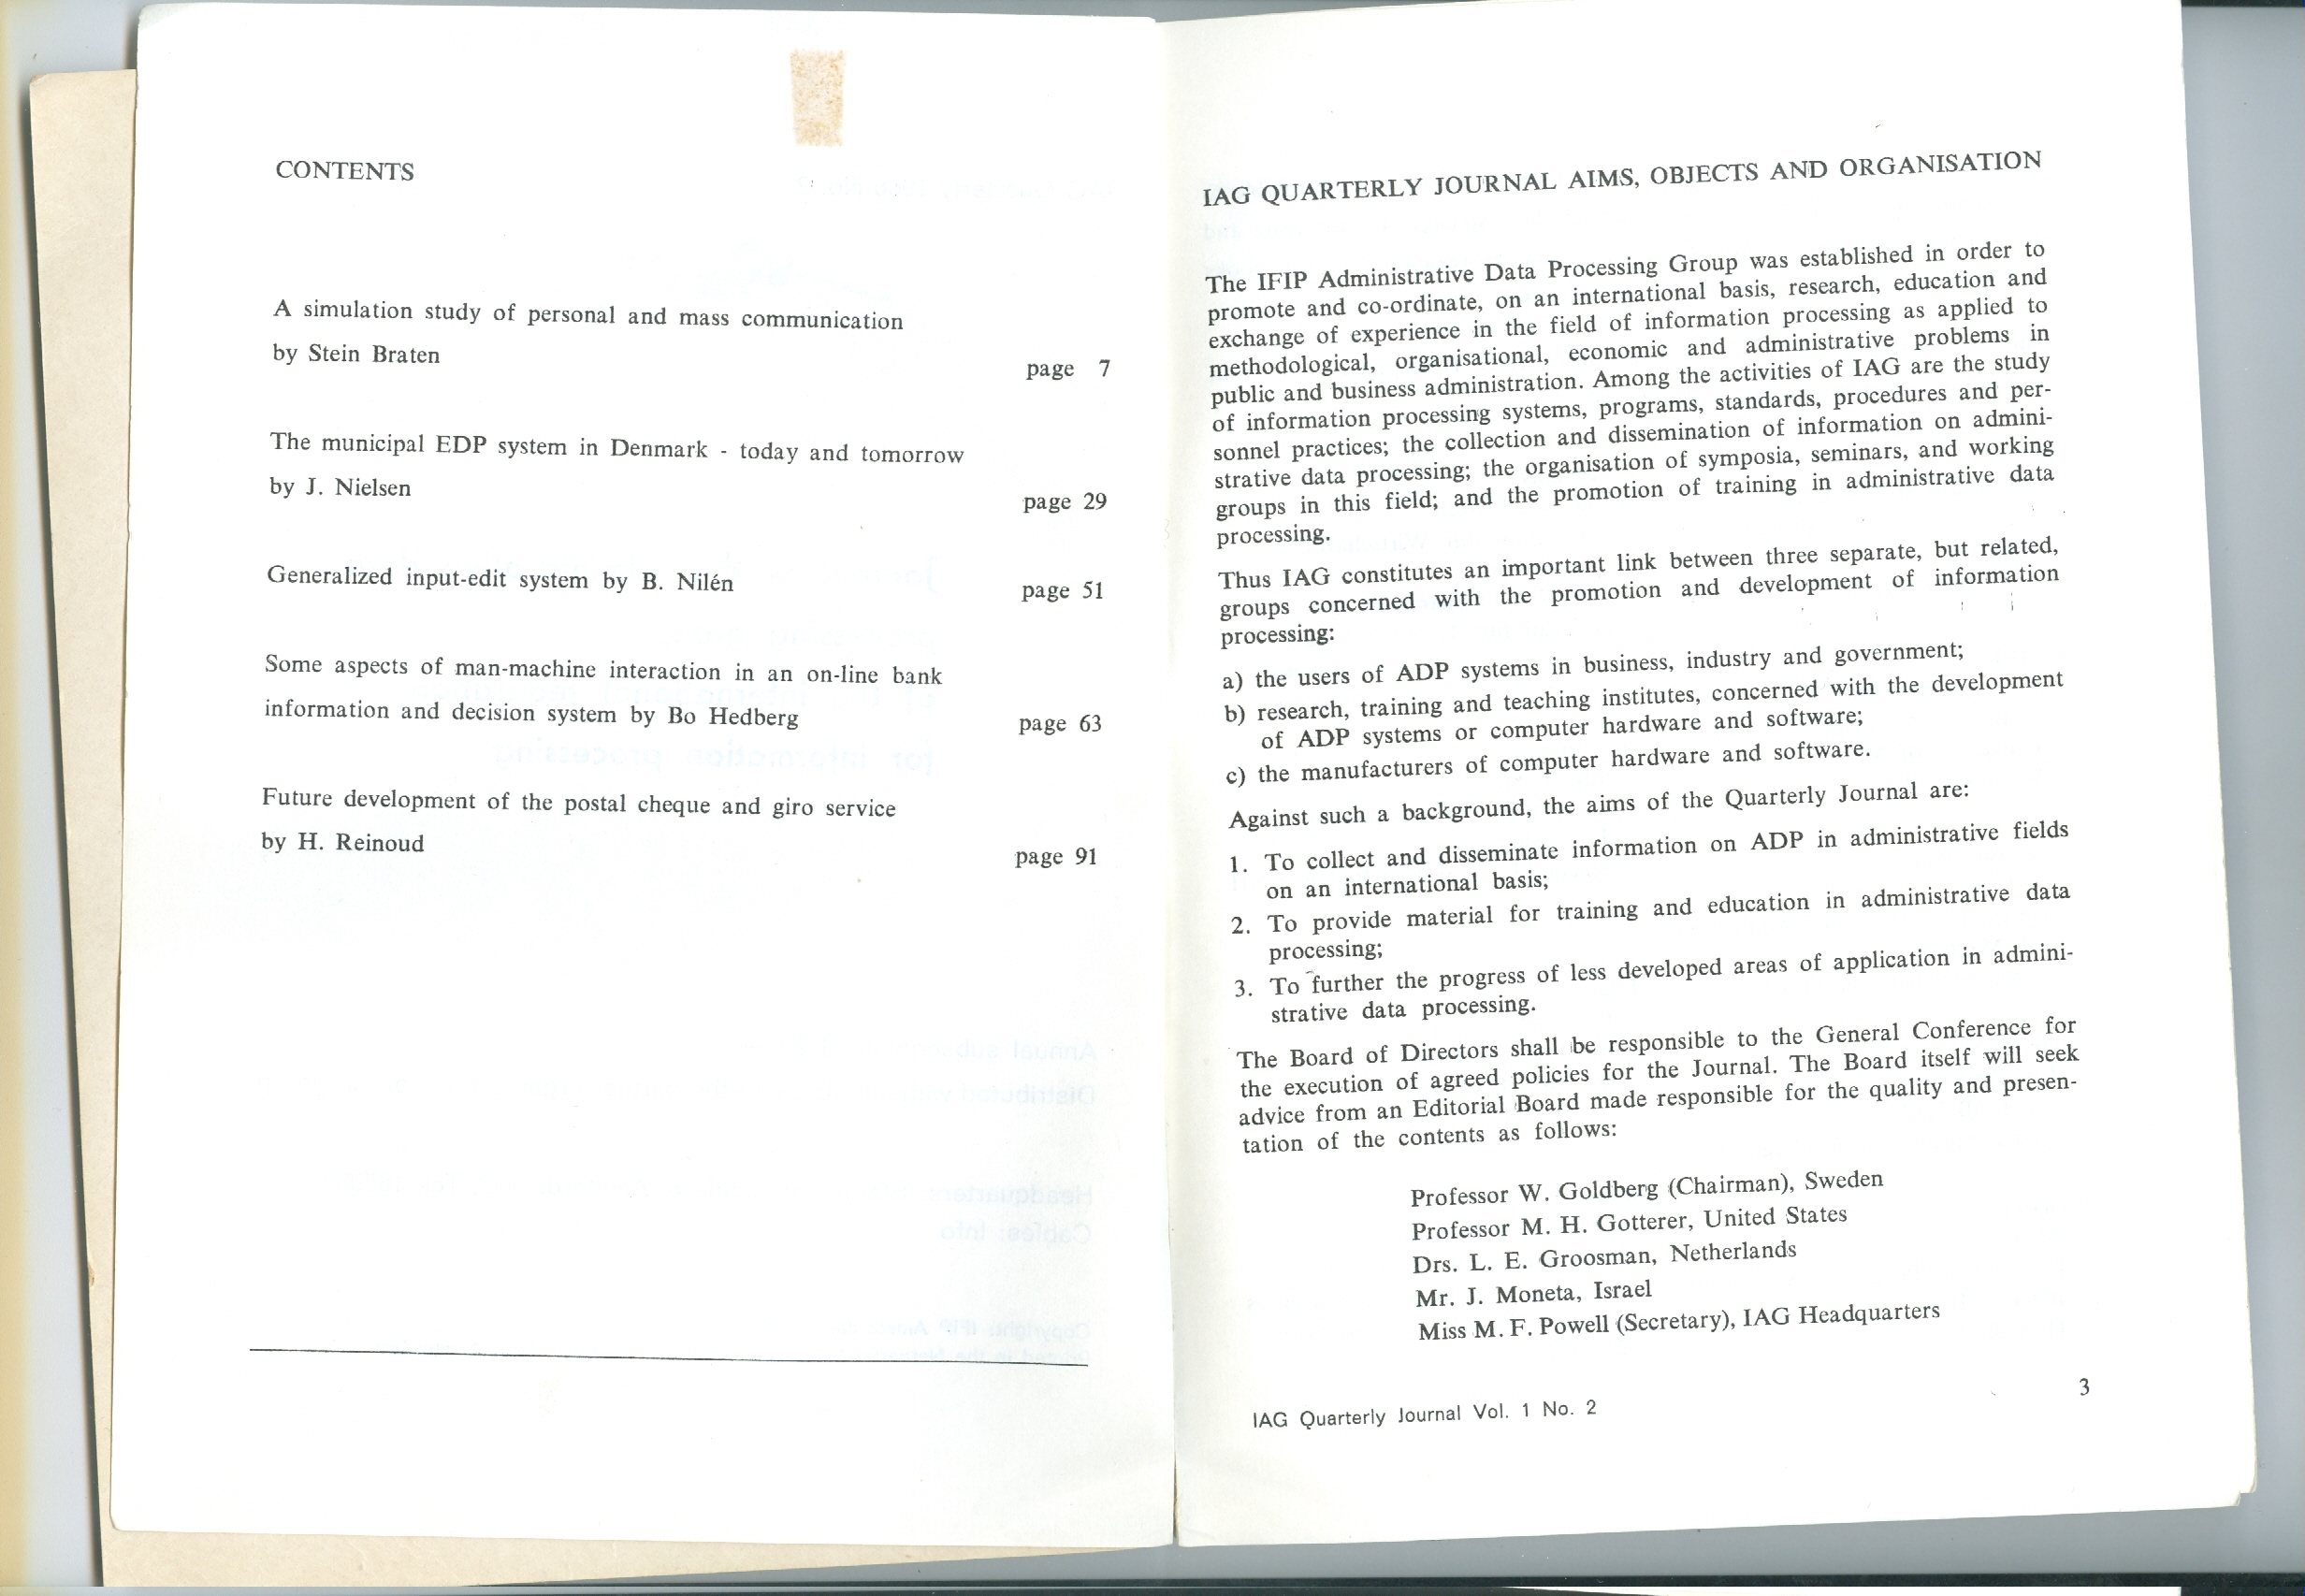 CONTENTS
A simulation study of personal and mass communication
by Stein Braten
page 7
The municipal EDP system in Denmark - today and tomorrow
by J. Nielsen
page 29
Generalized input-edit system by B. Nilén
page 51
Some aspects of man-machine interaction in an on-line bank
information and decision system by Bo Hedberg
page 63
Future development of the postal cheque and giro service
by H. Reinoud
page 91
IAG QUARTERLY JOURNAL AIMS, OBJECTS AND ORGANISATION
The IFIP Administrative Data Processing Group was established in order to
promote and co-ordinate, on an international basis, research, education and
exchange of experience in the field of information processing as applied to
methodological, organisational, economic and administrative problems in
public and business administration. Among the activities of IAG are the study
of information processing systems, programs, standards, procedures and per-
sonnel practices; the collection and dissemination of information on admini-
strative data processing; the organisation of symposia, seminars, and working
groups in this field; and the promotion of training in administrative data
processing.
Thus IAG constitutes an important link between three separate, but related,
groups concerned with the promotion and development of information
processing:
a) the users of ADP systems in business, industry and government;
b) research, training and teaching institutes, concerned with the development
of ADP systems or computer hardware and software;
c) the manufacturers of computer hardware and software.
Against such a background, the aims of the Quarterly Journal are:
1. To collect and disseminate information on ADP in administrative fields
on an international basis;
2. To provide material for training and education in administrative data
processing;
3. To further the progress of less developed areas of application in admini-
strative data processing.
The Board of Directors shall be responsible to the General Conference for
the execution of agreed policies for the Journal. The Board itself will seek
advice from an Editorial Board made responsible for the quality and presen-
tation of the contents as follows:
Professor W. Goldberg (Chairman), Sweden
Professor M. H. Gotterer, United States
Drs. L. E. Groosman, Netherlands
Mr. J. Moneta, Israel
Miss M. F. Powell (Secretary), IAG Headquarters
3
IAG Quarterly Journal Vol. 1 No. 2